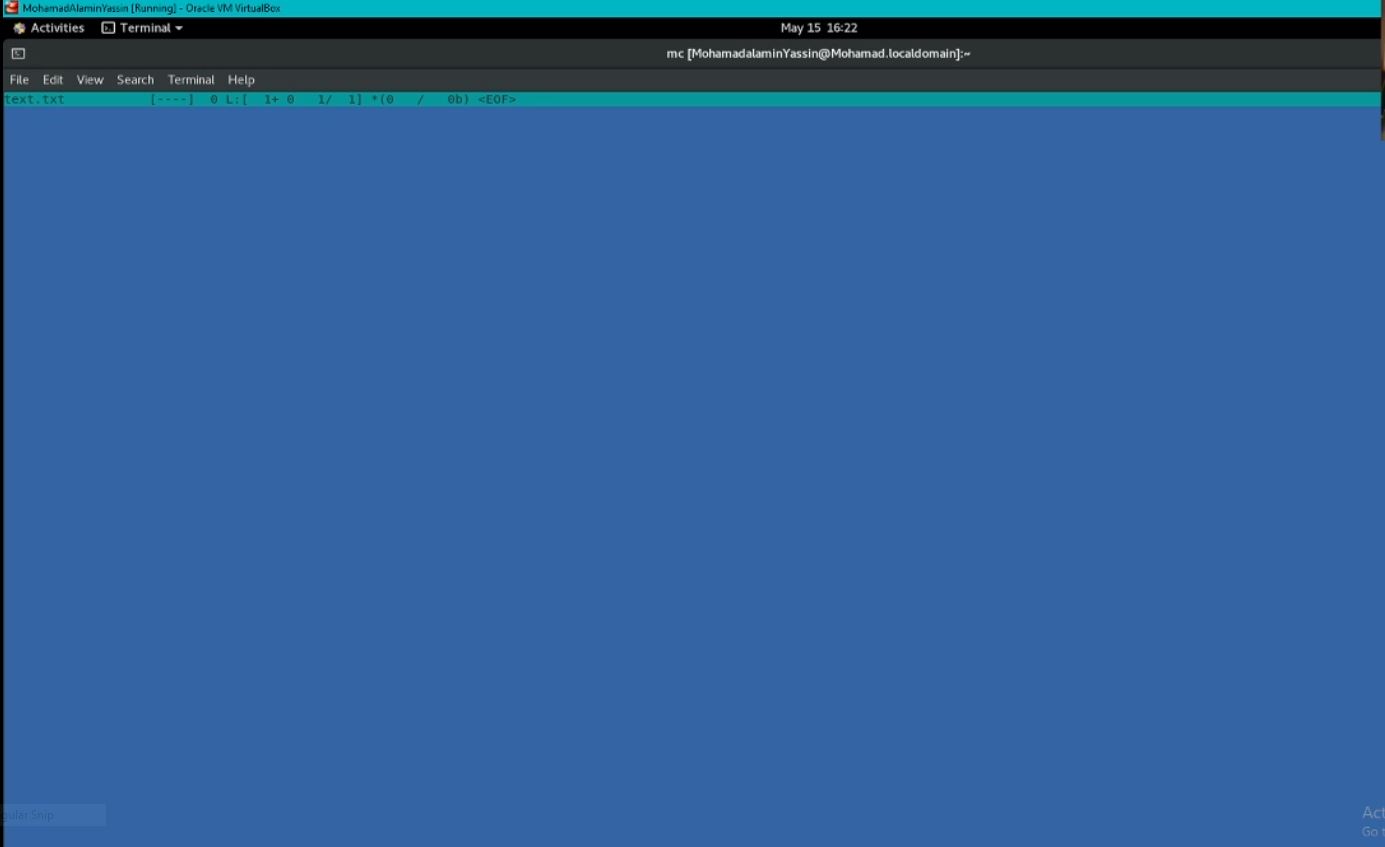 MohamadAlaminYassin [Running] - Oracle VM VirtualBox
Activities Terminal May 15 16:22
mc [MohamadalaminYassin@Mohamad.localdomain]:~
File Edit View Search Terminal Help
text.txt [----] 0 L:[ 1+ 0 1/ 1] *(0 / 0b) <EOF>
gular Snip
Act
Go t